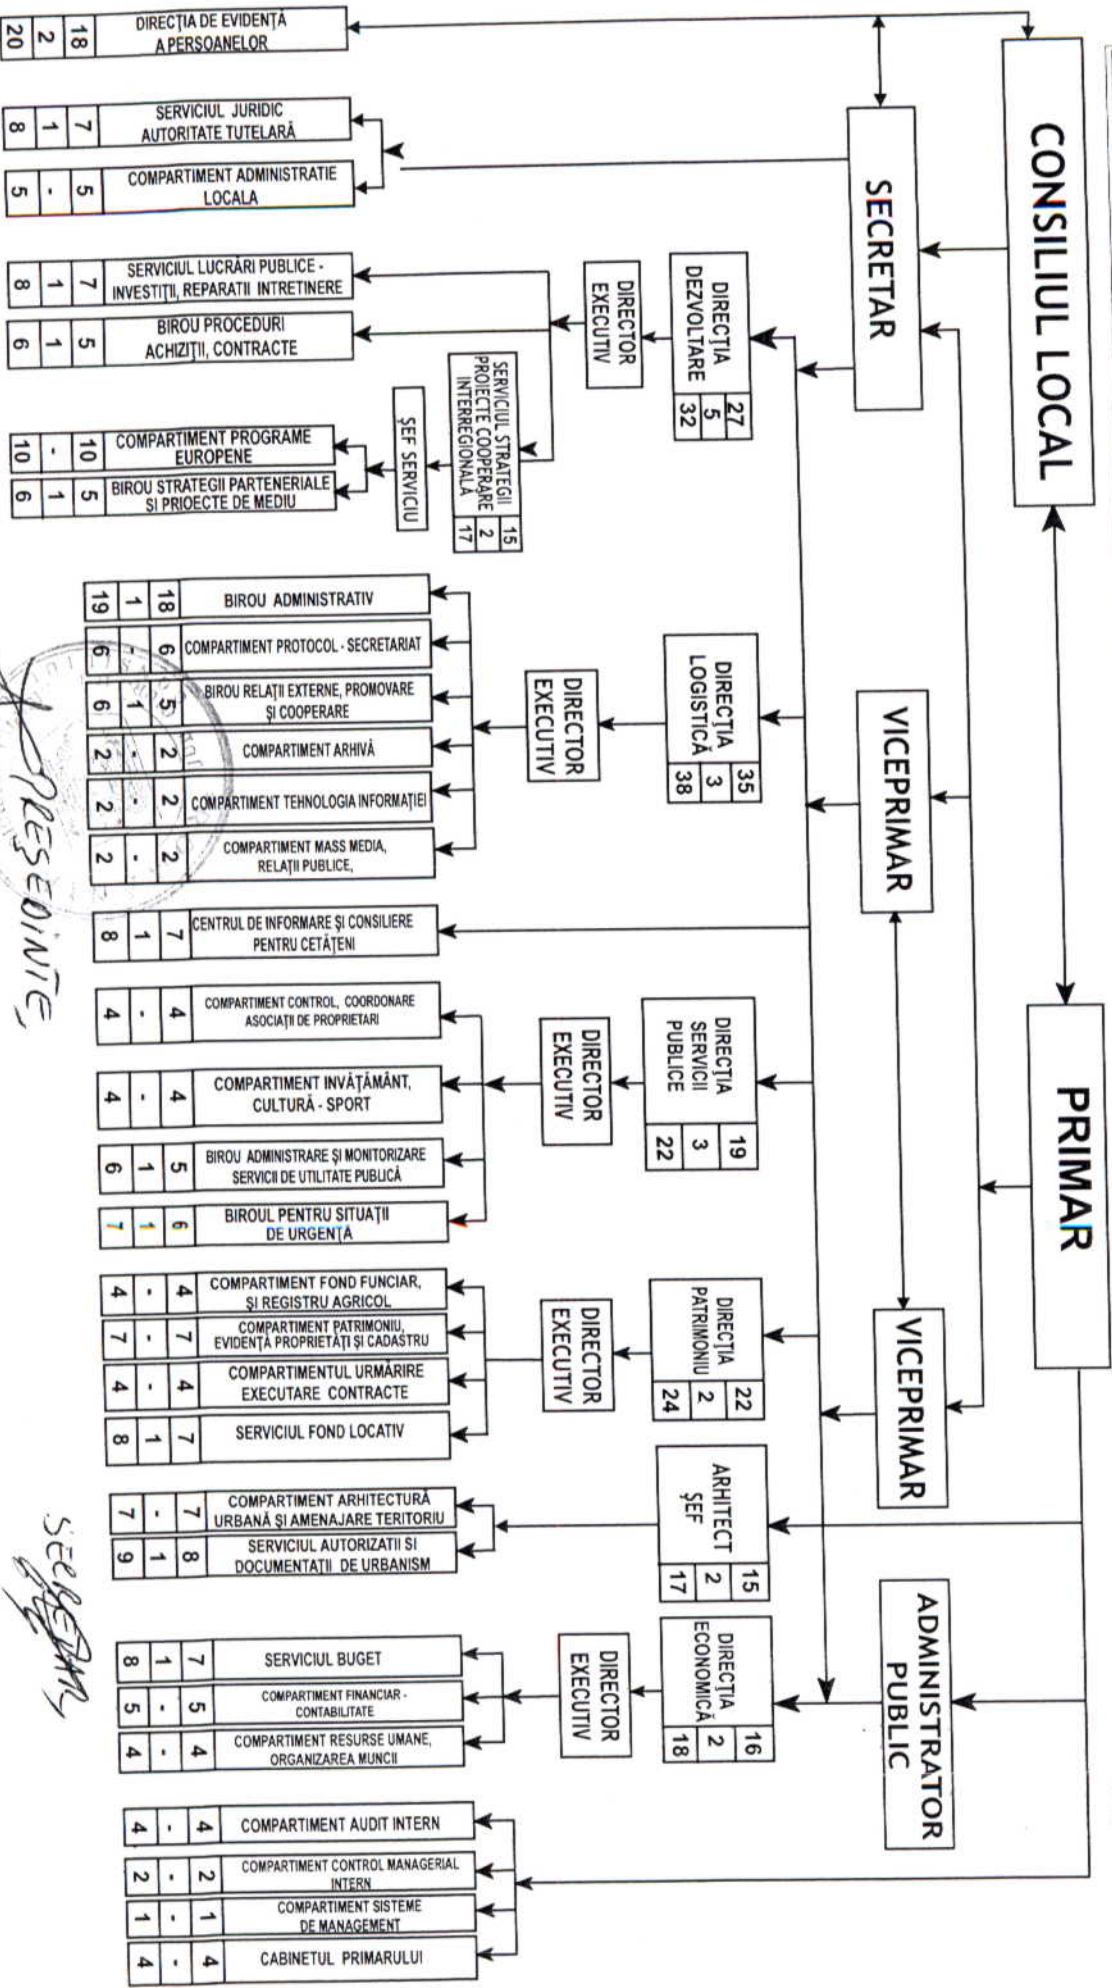 CONSILIUL LOCAL
PRIMAR
SECRETAR
VICEPRIMAR
VICEPRIMAR
ADMINISTRATOR
PUBLIC
DIRECȚIA
DEZVOLTARE
27
5
32
DIRECȚIA
LOGISTICĂ
35
3
38
DIRECȚIA
SERVICII
PUBLICE
19
3
22
DIRECȚIA
PATRIMONIU
22
2
24
ARHITECT
ȘEF
15
2
17
DIRECȚIA
ECONOMICĂ
16
2
18
DIRECTOR
EXECUTIV
DIRECTOR
EXECUTIV
DIRECTOR
EXECUTIV
DIRECTOR
EXECUTIV
DIRECTOR
EXECUTIV
SERVICIUL STRATEGII
PROIECTE COOPERARE
INTERREGIONALĂ
15
2
17
ȘEF SERVICIU
DIRECȚIA DE EVIDENȚĂ
A PERSOANELOR
18
2
20
SERVICIUL JURIDIC
AUTORITATE TUTELARĂ
7
1
8
COMPARTIMENT ADMINISTRATIE
LOCALA
5
-
5
SERVICIUL LUCRĂRI PUBLICE -
INVESTIȚII, REPARATII INTRETINERE
7
1
8
BIROU PROCEDURI
ACHIZIȚII, CONTRACTE
5
1
6
COMPARTIMENT PROGRAME
EUROPENE
10
-
10
BIROU STRATEGII PARTENERIALE
SI PRIOECTE DE MEDIU
5
1
6
BIROU ADMINISTRATIV
18
1
19
COMPARTIMENT PROTOCOL - SECRETARIAT
6
-
6
BIROU RELAȚII EXTERNE, PROMOVARE
ȘI COOPERARE
5
1
6
COMPARTIMENT ARHIVĂ
2
-
2
COMPARTIMENT TEHNOLOGIA INFORMAȚIEI
2
-
2
COMPARTIMENT MASS MEDIA,
RELAȚII PUBLICE,
2
-
2
CENTRUL DE INFORMARE ȘI CONSILIERE
PENTRU CETĂȚENI
7
1
8
COMPARTIMENT CONTROL, COORDONARE
ASOCIAȚII DE PROPRIETARI
4
-
4
COMPARTIMENT INVĂȚĂMÂNT,
CULTURĂ - SPORT
4
-
4
BIROU ADMINISTRARE ȘI MONITORIZARE
SERVICII DE UTILITATE PUBLICĂ
5
1
6
BIROUL PENTRU SITUAȚII
DE URGENȚĂ
6
1
7
COMPARTIMENT FOND FUNCIAR,
ȘI REGISTRU AGRICOL
4
-
4
COMPARTIMENT PATRIMONIU,
EVIDENȚA PROPRIETĂȚI ȘI CADASTRU
7
-
7
COMPARTIMENTUL URMĂRIRE
EXECUTARE CONTRACTE
4
-
4
SERVICIUL FOND LOCATIV
7
1
8
COMPARTIMENT ARHITECTURĂ
URBANĂ ȘI AMENAJARE TERITORIU
7
-
7
SERVICIUL AUTORIZATII SI
DOCUMENTAȚII DE URBANISM
8
1
9
SERVICIUL BUGET
7
1
8
COMPARTIMENT FINANCIAR -
CONTABILITATE
5
-
5
COMPARTIMENT RESURSE UMANE,
ORGANIZAREA MUNCII
4
-
4
COMPARTIMENT AUDIT INTERN
4
-
4
COMPARTIMENT CONTROL MANAGERIAL
INTERN
2
-
2
COMPARTIMENT SISTEME
DE MANAGEMENT
1
-
1
CABINETUL PRIMARULUI
4
-
4
PREȘEDINTE,
SECRETAR,